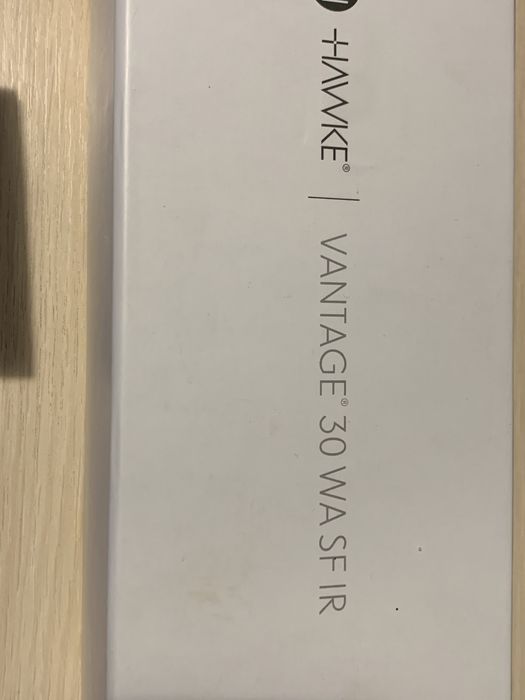 HAWKE® | VANTAGE® 30 WA SF IR